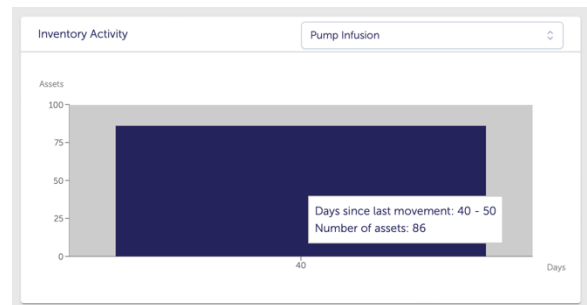 Inventory Activity
Pump Infusion
Assets
100
75
50
25
0
Days since last movement: 40 - 50
Number of assets: 86
40
Days